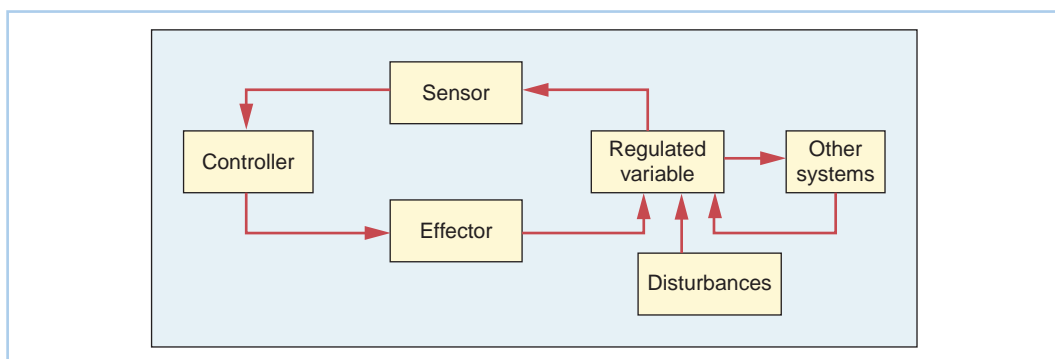 Sensor
Controller
Regulated
variable
Other
systems
Effector
Disturbances